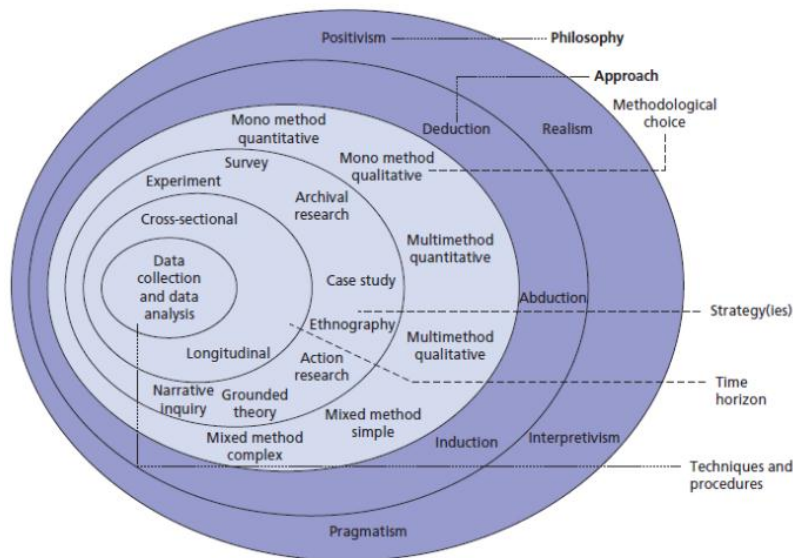 Positivism
Philosophy
Approach
Methodological
choice
Mono method
quantitative
Deduction
Realism
Mono method
qualitative
Survey
Experiment
Archival
research
Cross-sectional
Multimethod
quantitative
Data
collection
and data
analysis
Case study
Abduction
Strategy(ies)
Ethnography
Multimethod
qualitative
Longitudinal
Action
research
Time
horizon
Narrative
inquiry
Grounded
theory
Mixed method
simple
Mixed method
complex
Induction
Interpretivism
Techniques and
procedures
Pragmatism